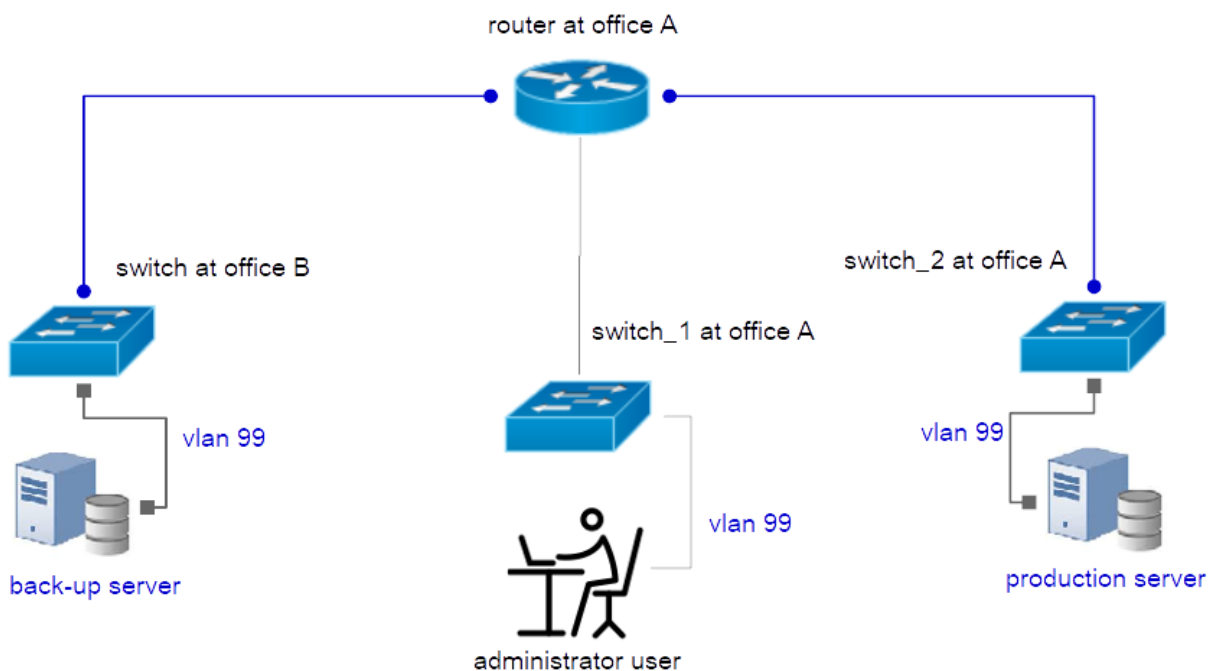 router at office A
switch at office B
switch_2 at office A
switch_1 at office A
vlan 99
vlan 99
vlan 99
back-up server
production server
administrator user